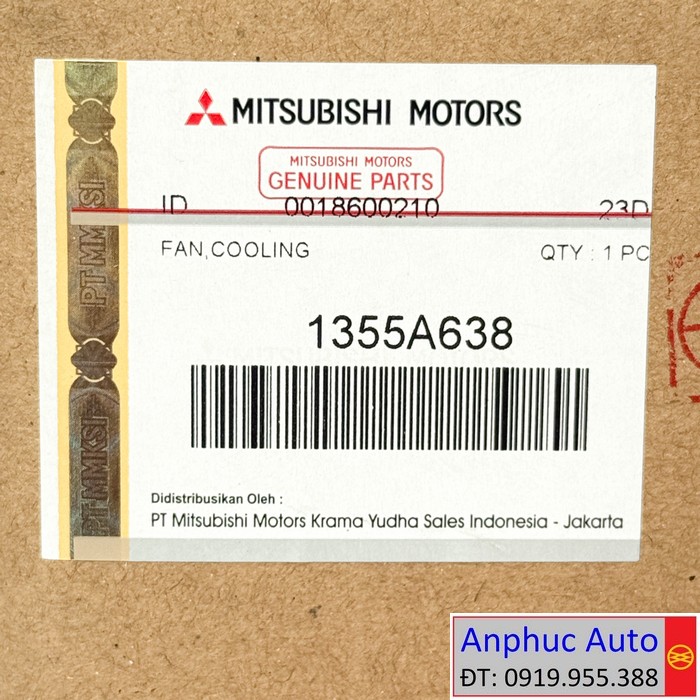 MITSUBISHI MOTORS
MITSUBISHI MOTORS
GENUINE PARTS
ID 0018600210 23D
FAN,COOLING QTY : 1 PC
1355A638
Didistribusikan Oleh :
PT Mitsubishi Motors Krama Yudha Sales Indonesia - Jakarta
PT MMKSI
PT MMKSI
Anphuc Auto
ĐT: 0919.955.388